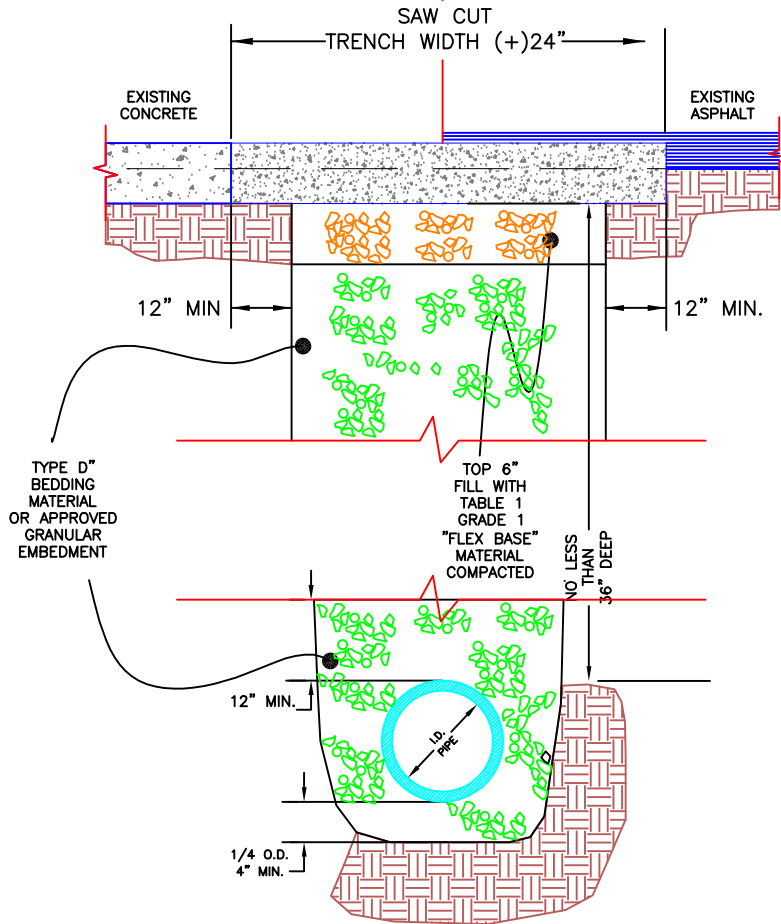 SAW CUT
TRENCH WIDTH (+)24"
EXISTING
CONCRETE
EXISTING
ASPHALT
12" MIN
12" MIN.
TYPE D"
BEDDING
MATERIAL
OR APPROVED
GRANULAR
EMBEDMENT
TOP 6"
FILL WITH
TABLE 1
GRADE 1
"FLEX BASE"
MATERIAL
COMPACTED
NO LESS
THAN
36" DEEP
12" MIN.
I.D.
PIPE
1/4 O.D.
4" MIN.